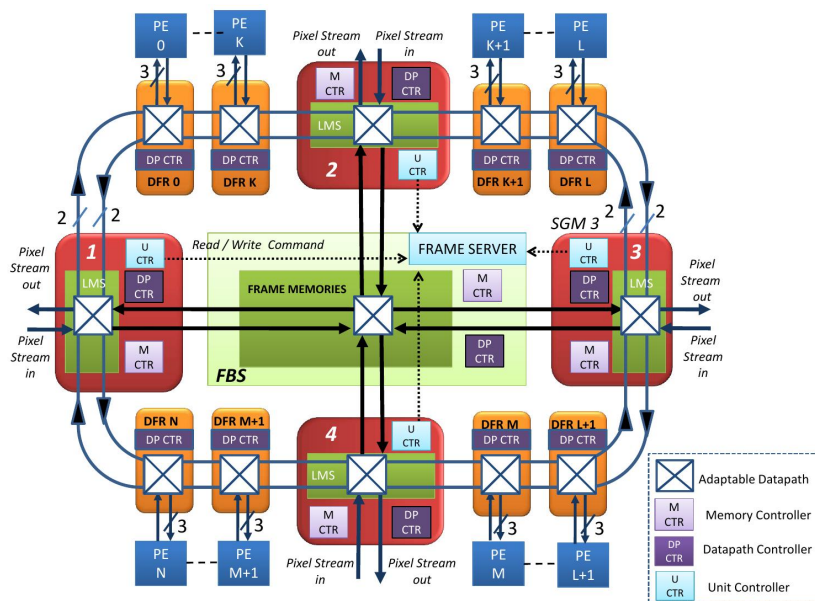 PE 0
PE K
Pixel Stream out
Pixel Stream in
PE K+1
PE L
3
3
3
3
M CTR
DP CTR
LMS
DP CTR
DFR 0
DP CTR
DFR K
2
U CTR
DP CTR
DFR K+1
DP CTR
DFR L
2
2
2
2
SGM 3
1
U CTR
Read / Write Command
FRAME SERVER
U CTR
3
Pixel Stream out
LMS
DP CTR
FRAME MEMORIES
M CTR
DP CTR
LMS
Pixel Stream out
Pixel Stream in
M CTR
FBS
DP CTR
M CTR
Pixel Stream in
DFR N
DP CTR
DFR M+1
DP CTR
4
U CTR
DFR M
DP CTR
DFR L+1
DP CTR
LMS
M CTR
DP CTR
3
3
3
3
PE N
PE M+1
Pixel Stream in
Pixel Stream out
PE M
PE L+1
Adaptable Datapath
M CTR
Memory Controller
DP CTR
Datapath Controller
U CTR
Unit Controller